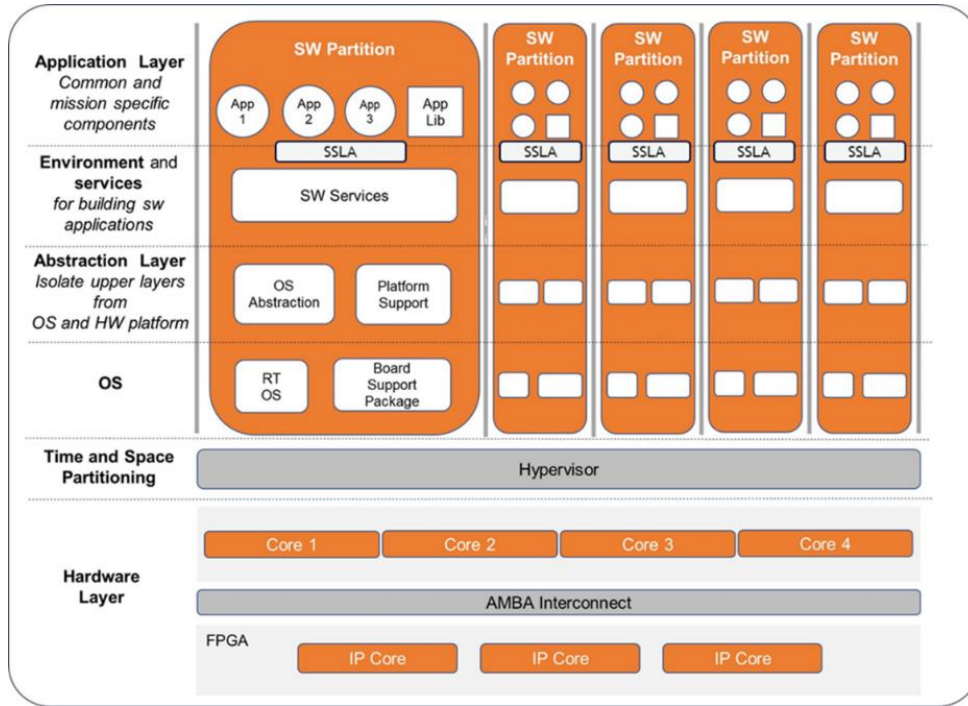 Application Layer
Common and
mission specific
components
Environment and
services
for building sw
applications
Abstraction Layer
Isolate upper layers
from
OS and HW platform
OS
Time and Space
Partitioning
Hardware
Layer
SW Partition
App
1
App
2
App
3
App
Lib
SSLA
SW Services
OS
Abstraction
Platform
Support
RT
OS
Board
Support
Package
SW
Partition
SSLA
SW
Partition
SSLA
SW
Partition
SSLA
SW
Partition
SSLA
Hypervisor
Core 1
Core 2
Core 3
Core 4
AMBA Interconnect
FPGA
IP Core
IP Core
IP Core